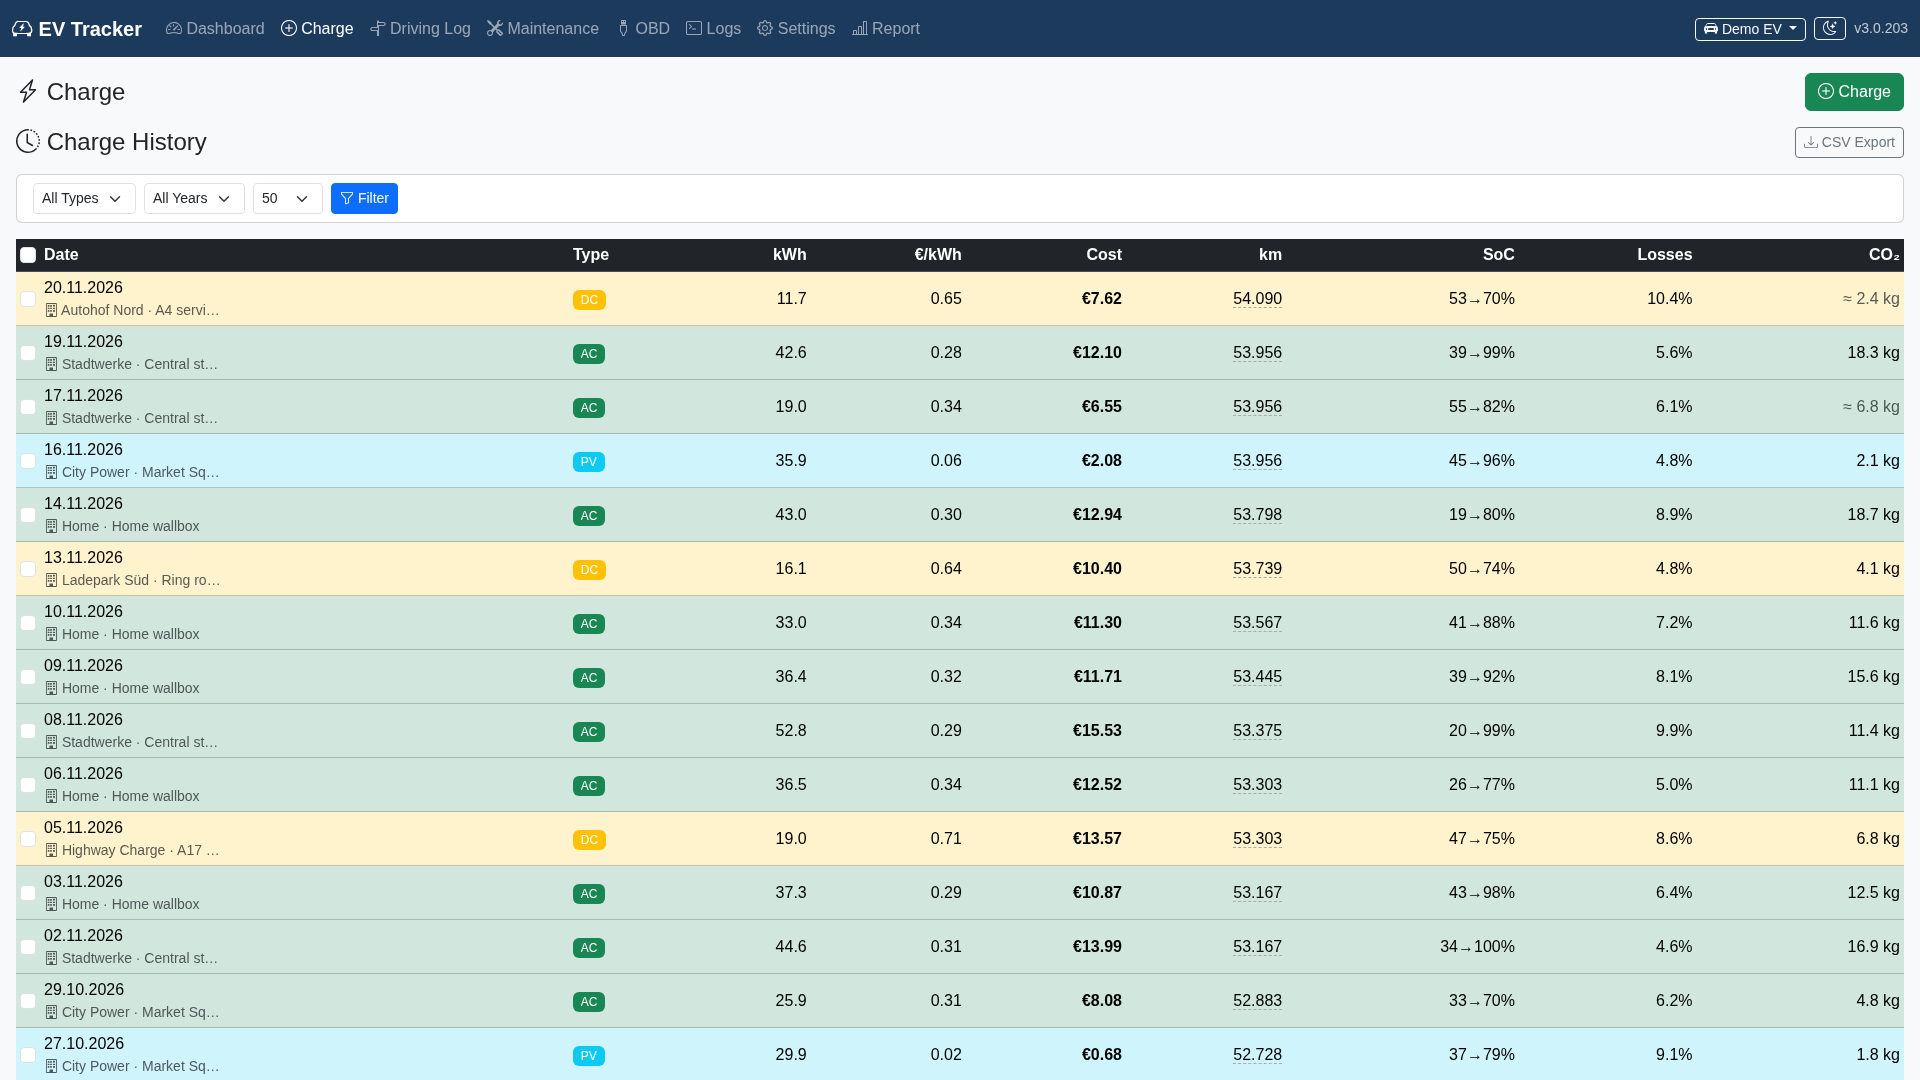 EV Tracker Dashboard Charge Driving Log Maintenance OBD Logs Settings Report Demo EV v3.0.203
Charge Charge
Charge History CSV Export
All Types All Years 50 Filter
Date Type kWh €/kWh Cost km SoC Losses CO₂
20.11.2026
Autohof Nord · A4 servi… DC 11.7 0.65 €7.62 54.090 53→70% 10.4% ≈ 2.4 kg
19.11.2026
Stadtwerke · Central st… AC 42.6 0.28 €12.10 53.956 39→99% 5.6% 18.3 kg
17.11.2026
Stadtwerke · Central st… AC 19.0 0.34 €6.55 53.956 55→82% 6.1% ≈ 6.8 kg
16.11.2026
City Power · Market Sq… PV 35.9 0.06 €2.08 53.956 45→96% 4.8% 2.1 kg
14.11.2026
Home · Home wallbox AC 43.0 0.30 €12.94 53.798 19→80% 8.9% 18.7 kg
13.11.2026
Ladepark Süd · Ring ro… DC 16.1 0.64 €10.40 53.739 50→74% 4.8% 4.1 kg
10.11.2026
Home · Home wallbox AC 33.0 0.34 €11.30 53.567 41→88% 7.2% 11.6 kg
09.11.2026
Home · Home wallbox AC 36.4 0.32 €11.71 53.445 39→92% 8.1% 15.6 kg
08.11.2026
Stadtwerke · Central st… AC 52.8 0.29 €15.53 53.375 20→99% 9.9% 11.4 kg
06.11.2026
Home · Home wallbox AC 36.5 0.34 €12.52 53.303 26→77% 5.0% 11.1 kg
05.11.2026
Highway Charge · A17 … DC 19.0 0.71 €13.57 53.303 47→75% 8.6% 6.8 kg
03.11.2026
Home · Home wallbox AC 37.3 0.29 €10.87 53.167 43→98% 6.4% 12.5 kg
02.11.2026
Stadtwerke · Central st… AC 44.6 0.31 €13.99 53.167 34→100% 4.6% 16.9 kg
29.10.2026
City Power · Market Sq… AC 25.9 0.31 €8.08 52.883 33→70% 6.2% 4.8 kg
27.10.2026
City Power · Market Sq… PV 29.9 0.02 €0.68 52.728 37→79% 9.1% 1.8 kg